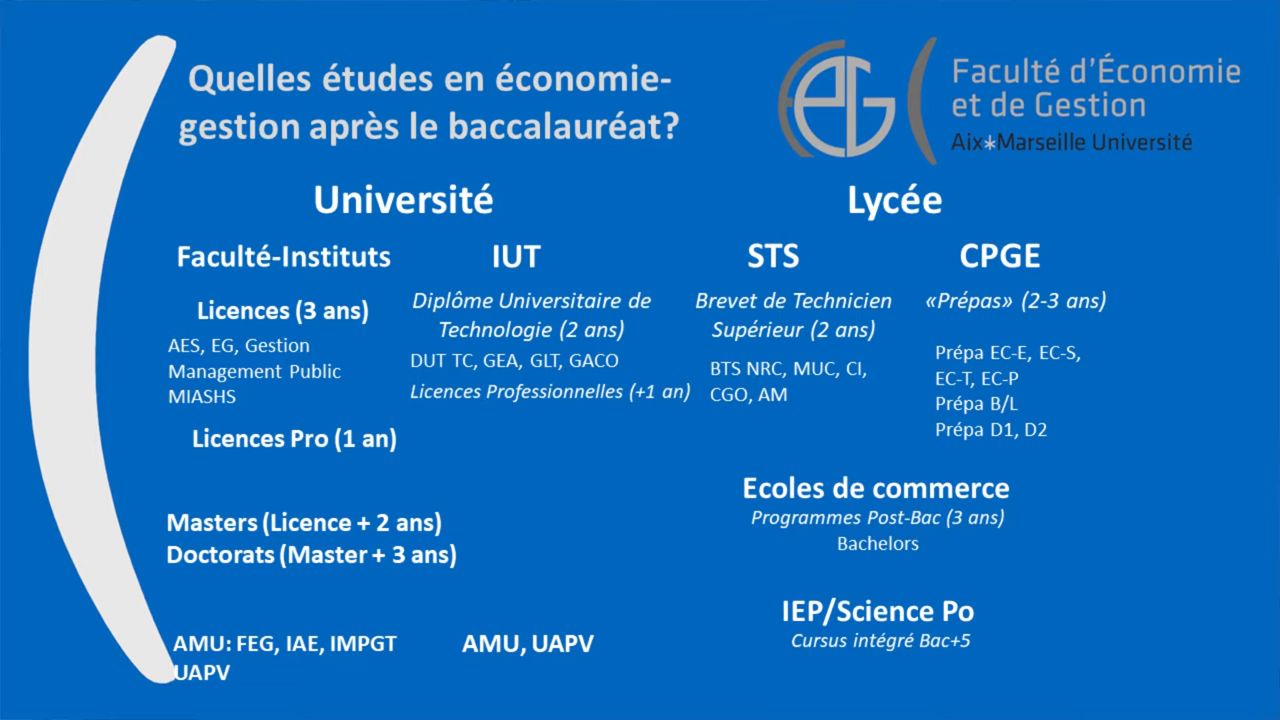 Quelles études en économie-
gestion après le baccalauréat?
Faculté d'Économie
et de Gestion
Aix*Marseille Université
Université
Lycée
Faculté-Instituts
Licences (3 ans)
AES, EG, Gestion
Management Public
MIASHS
Licences Pro (1 an)
Masters (Licence + 2 ans)
Doctorats (Master + 3 ans)
AMU: FEG, IAE, IMPGT
UAPV
IUT
Diplôme Universitaire de
Technologie (2 ans)
DUT TC, GEA, GLT, GACO
Licences Professionnelles (+1 an)
AMU, UAPV
STS
Brevet de Technicien
Supérieur (2 ans)
BTS NRC, MUC, CI,
CGO, AM
CPGE
«Prépas» (2-3 ans)
Prépa EC-E, EC-S,
EC-T, EC-P
Prépa B/L
Prépa D1, D2
Ecoles de commerce
Programmes Post-Bac (3 ans)
Bachelors
IEP/Science Po
Cursus intégré Bac+5